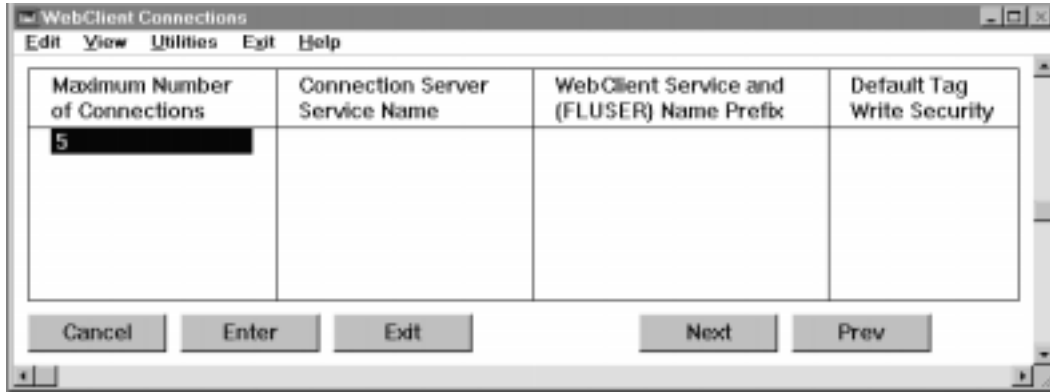 WebClient Connections
Edit View Utilities Exit Help
Maximum Number of Connections
Connection Server Service Name
WebClient Service and (FLUSER) Name Prefix
Default Tag Write Security
5
Cancel Enter Exit Next Prev